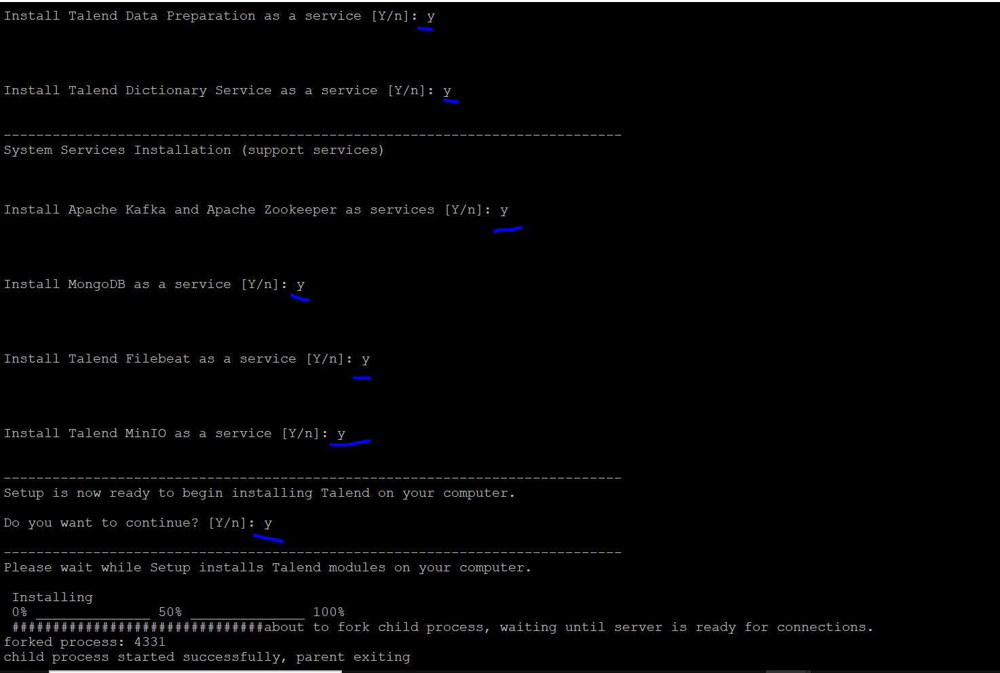 Install Talend Data Preparation as a service [Y/n]: y
Install Talend Dictionary Service as a service [Y/n]: y
----------------------------------------------------------------------------
System Services Installation (support services)
Install Apache Kafka and Apache Zookeeper as services [Y/n]: y
Install MongoDB as a service [Y/n]: y
Install Talend Filebeat as a service [Y/n]: y
Install Talend MinIO as a service [Y/n]: y
----------------------------------------------------------------------------
Setup is now ready to begin installing Talend on your computer.
Do you want to continue? [Y/n]: y
----------------------------------------------------------------------------
Please wait while Setup installs Talend modules on your computer.
Installing
0% ______________ 50% ______________ 100%
###############################about to fork child process, waiting until server is ready for connections.
forked process: 4331
child process started successfully, parent exiting